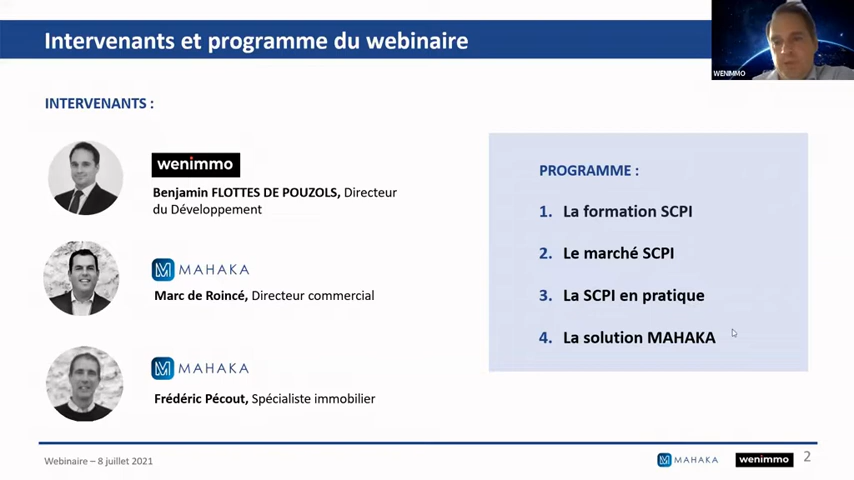 Intervenants et programme du webinaire
WENIMMO
INTERVENANTS :
wenimmo
Benjamin FLOTTES DE POUZOLS, Directeur
du Développement
MAHAKA
Marc de Roincé, Directeur commercial
MAHAKA
Frédéric Pécout, Spécialiste immobilier
PROGRAMME :
1. La formation SCPI
2. Le marché SCPI
3. La SCPI en pratique
4. La solution MAHAKA
Webinaire – 8 juillet 2021
MAHAKA
wenimmo
2